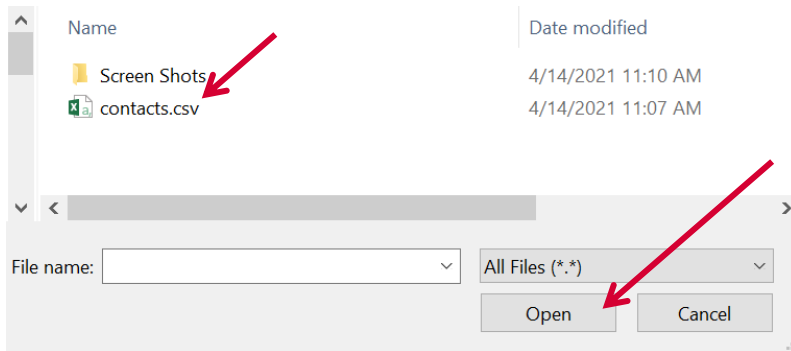 Name Date modified
Screen Shots 4/14/2021 11:10 AM
contacts.csv 4/14/2021 11:07 AM
File name: All Files (*.*)
Open Cancel